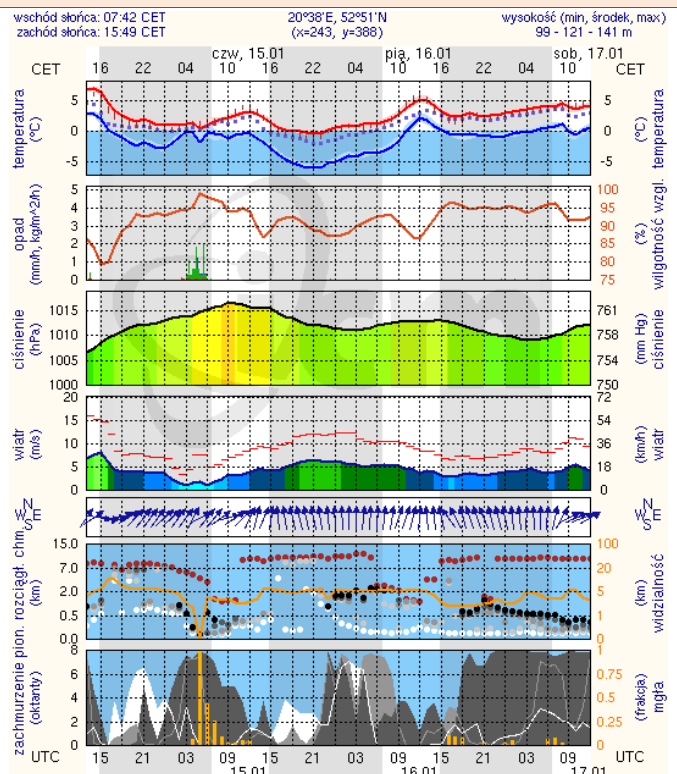 wschód słońca: 07:42 CET
zachód słońca: 15:49 CET
20°38'E, 52°51'N
(x=243, y=388)
wysokość (min, środek, max)
99 - 121 - 141 m
czw, 15.01 pią, 16.01 sob, 17.01
CET 16 22 04 10 16 22 04 10 16 22 04 10 CET
temperatura
(°C)
5
0
-5
5
0
-5
(°C)
temperatura
opad
(mm/h, kg/m^2/h)
5
4
3
2
1
0
100
95
90
85
80
75
(%)
wilgotność wzgl.
ciśnienie
(hPa)
1015
1010
1005
1000
761
758
754
750
(mm Hg)
ciśnienie
wiatr
(m/s)
20
15
10
5
0
72
54
36
18
0
(km/h)
wiatr
N
W E
S
N
W E
S
pion. rozciągł. chm.
(km)
15.0
7.0
2.0
0.5
0.0
100
20
5
1
0
(km)
widzialność
zachmurzenie
(oktanty)
8
6
4
2
0
1
0.75
0.5
0.25
0
(frakcja)
mgła
UTC 15 21 03 09 15 21 03 09 15 21 03 09 UTC
15.01 16.01 17.01